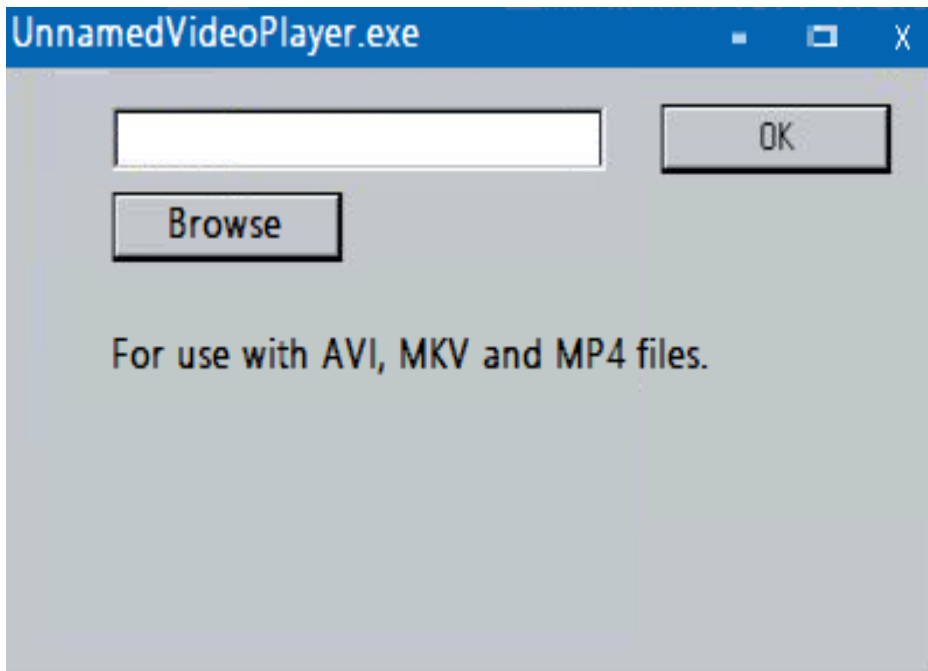 UnnamedVideoPlayer.exe
X
OK
Browse
For use with AVI, MKV and MP4 files.